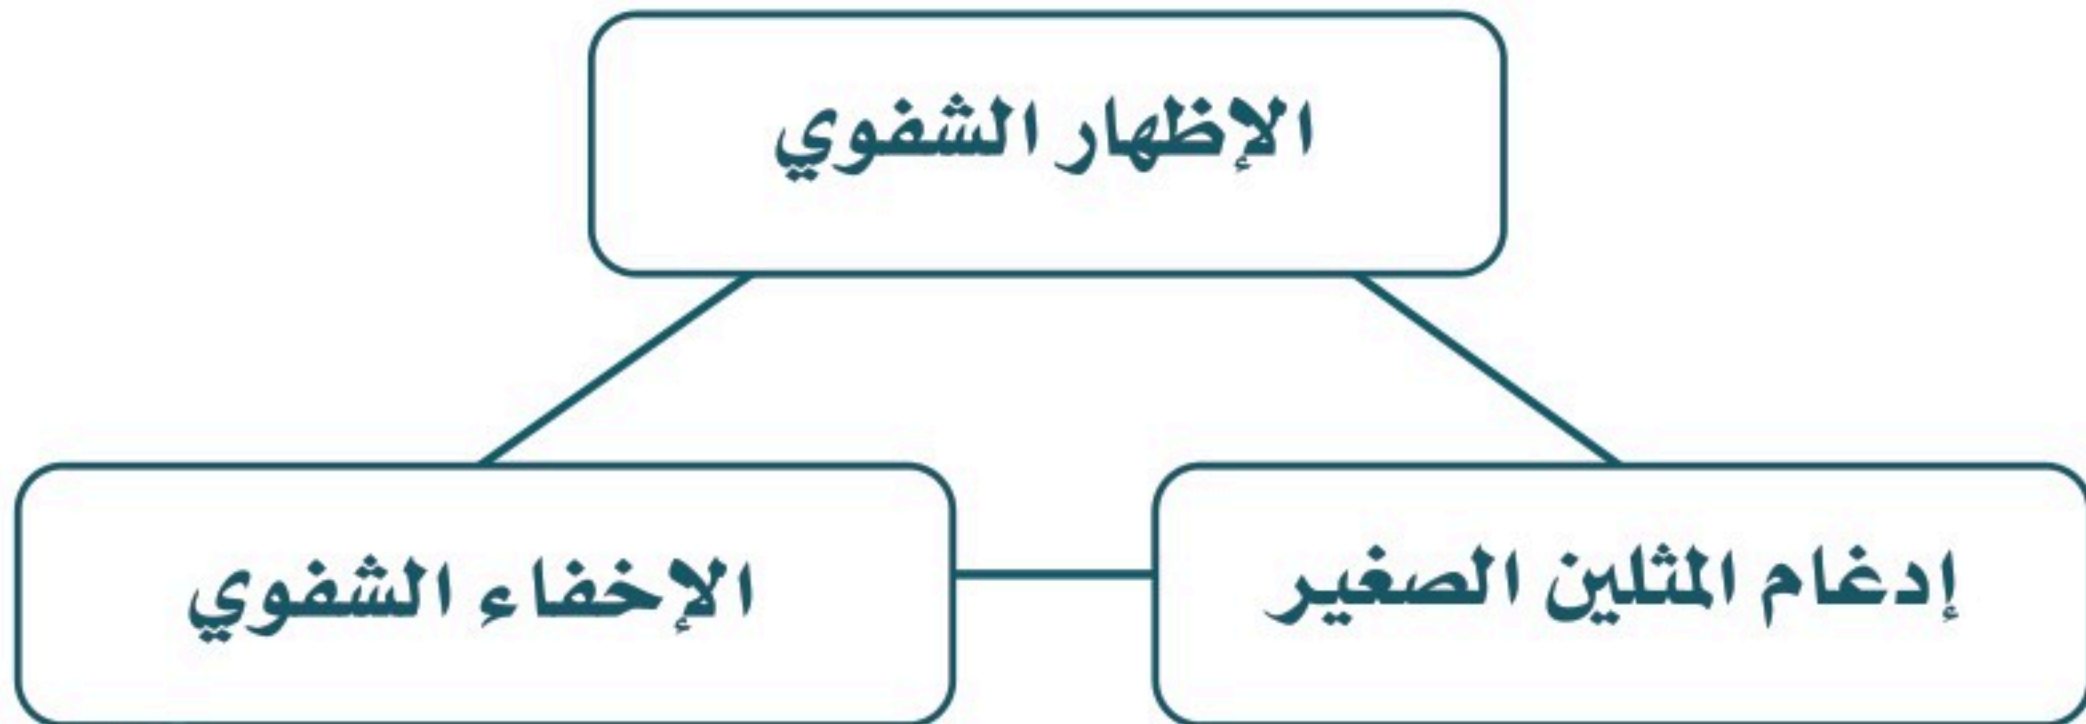 الإظهار الشفوي
إدغام المثلين الصغير
الإخفاء الشفوي